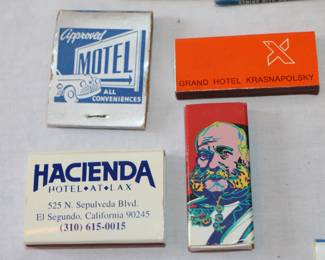 Approved
MOTEL
ALL
CONVENIENCES
GRAND HOTEL KRASNAPOLSKY
HACIENDA
HOTEL•AT•LAX
525 N. Sepulveda Blvd.
El Segundo, California 90245
(310) 615-0015